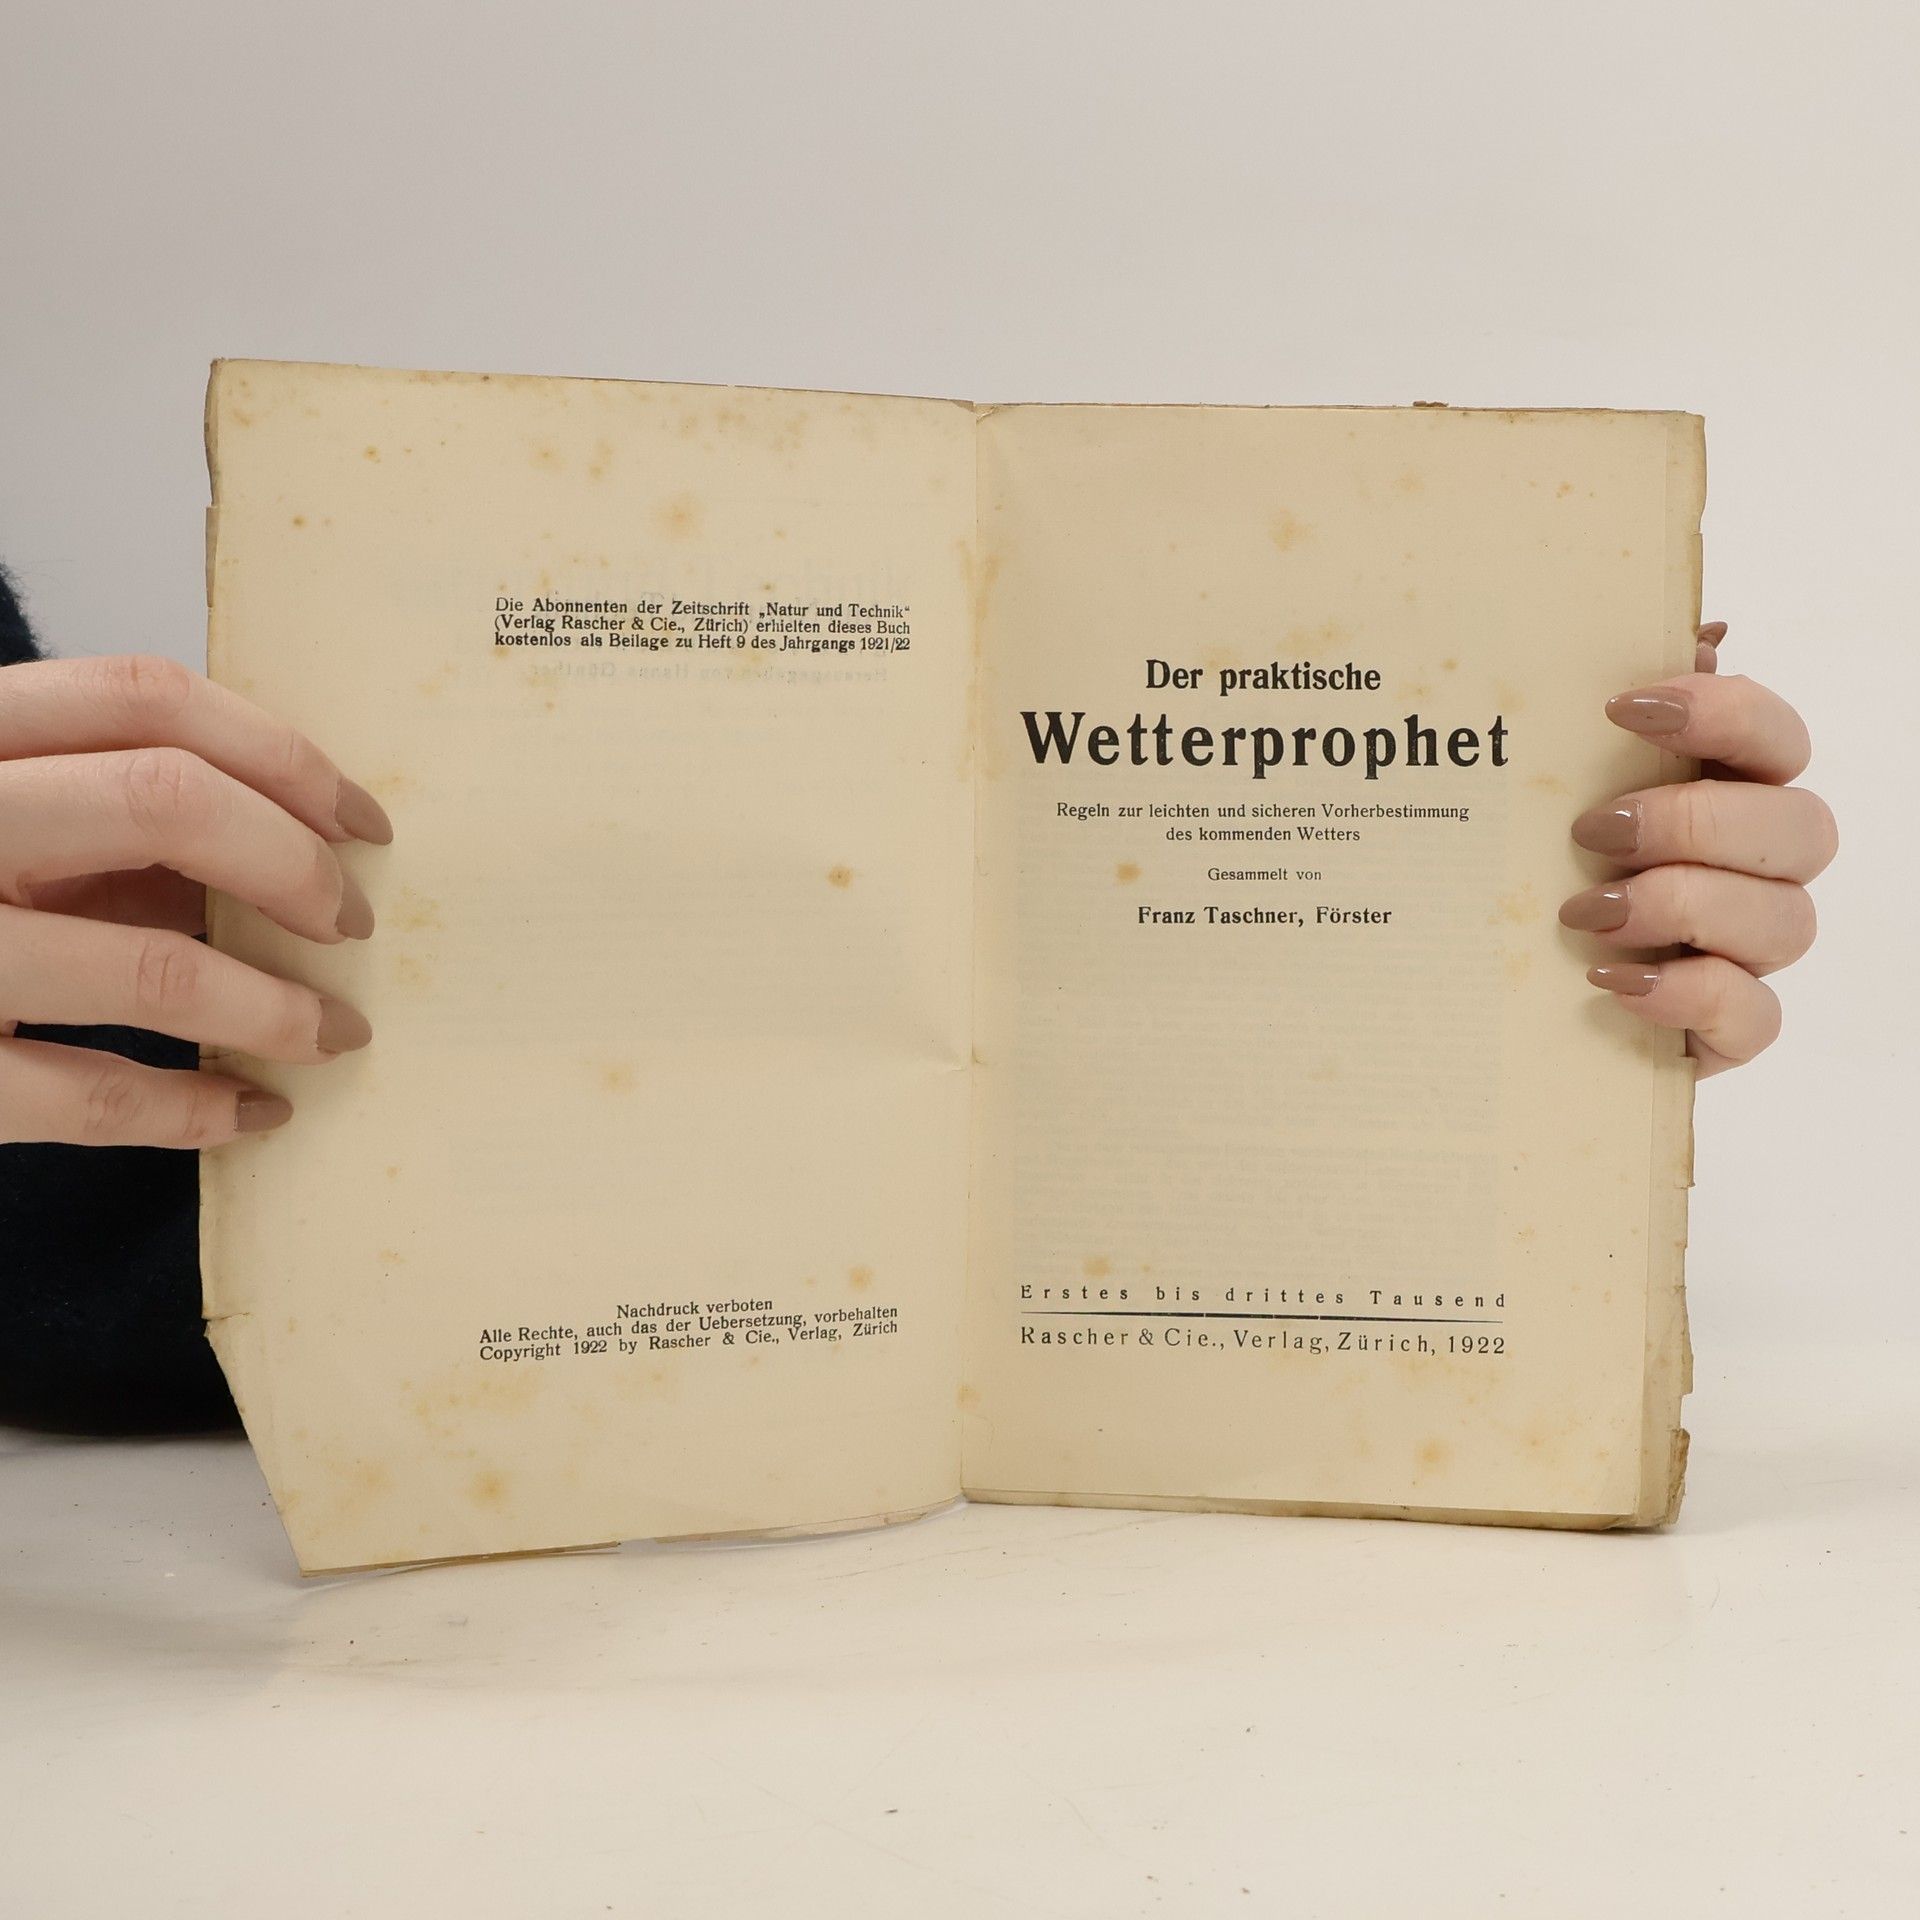 Die Abonnenten der Zeitschrift „Natur und Technik“
(Verlag Rascher & Cie., Zürich) erhielten dieses Buch
kostenlos als Beilage zu Heft 9 des Jahrgangs 1921/22
Nachdruck verboten
Alle Rechte, auch das der Uebersetzung, vorbehalten
Copyright 1922 by Rascher & Cie., Verlag, Zürich
Der praktische
Wetterprophet
Regeln zur leichten und sicheren Vorherbestimmung
des kommenden Wetters
Gesammelt von
Franz Taschner, Förster
Erstes bis drittes Tausend
Rascher & Cie., Verlag, Zürich, 1922